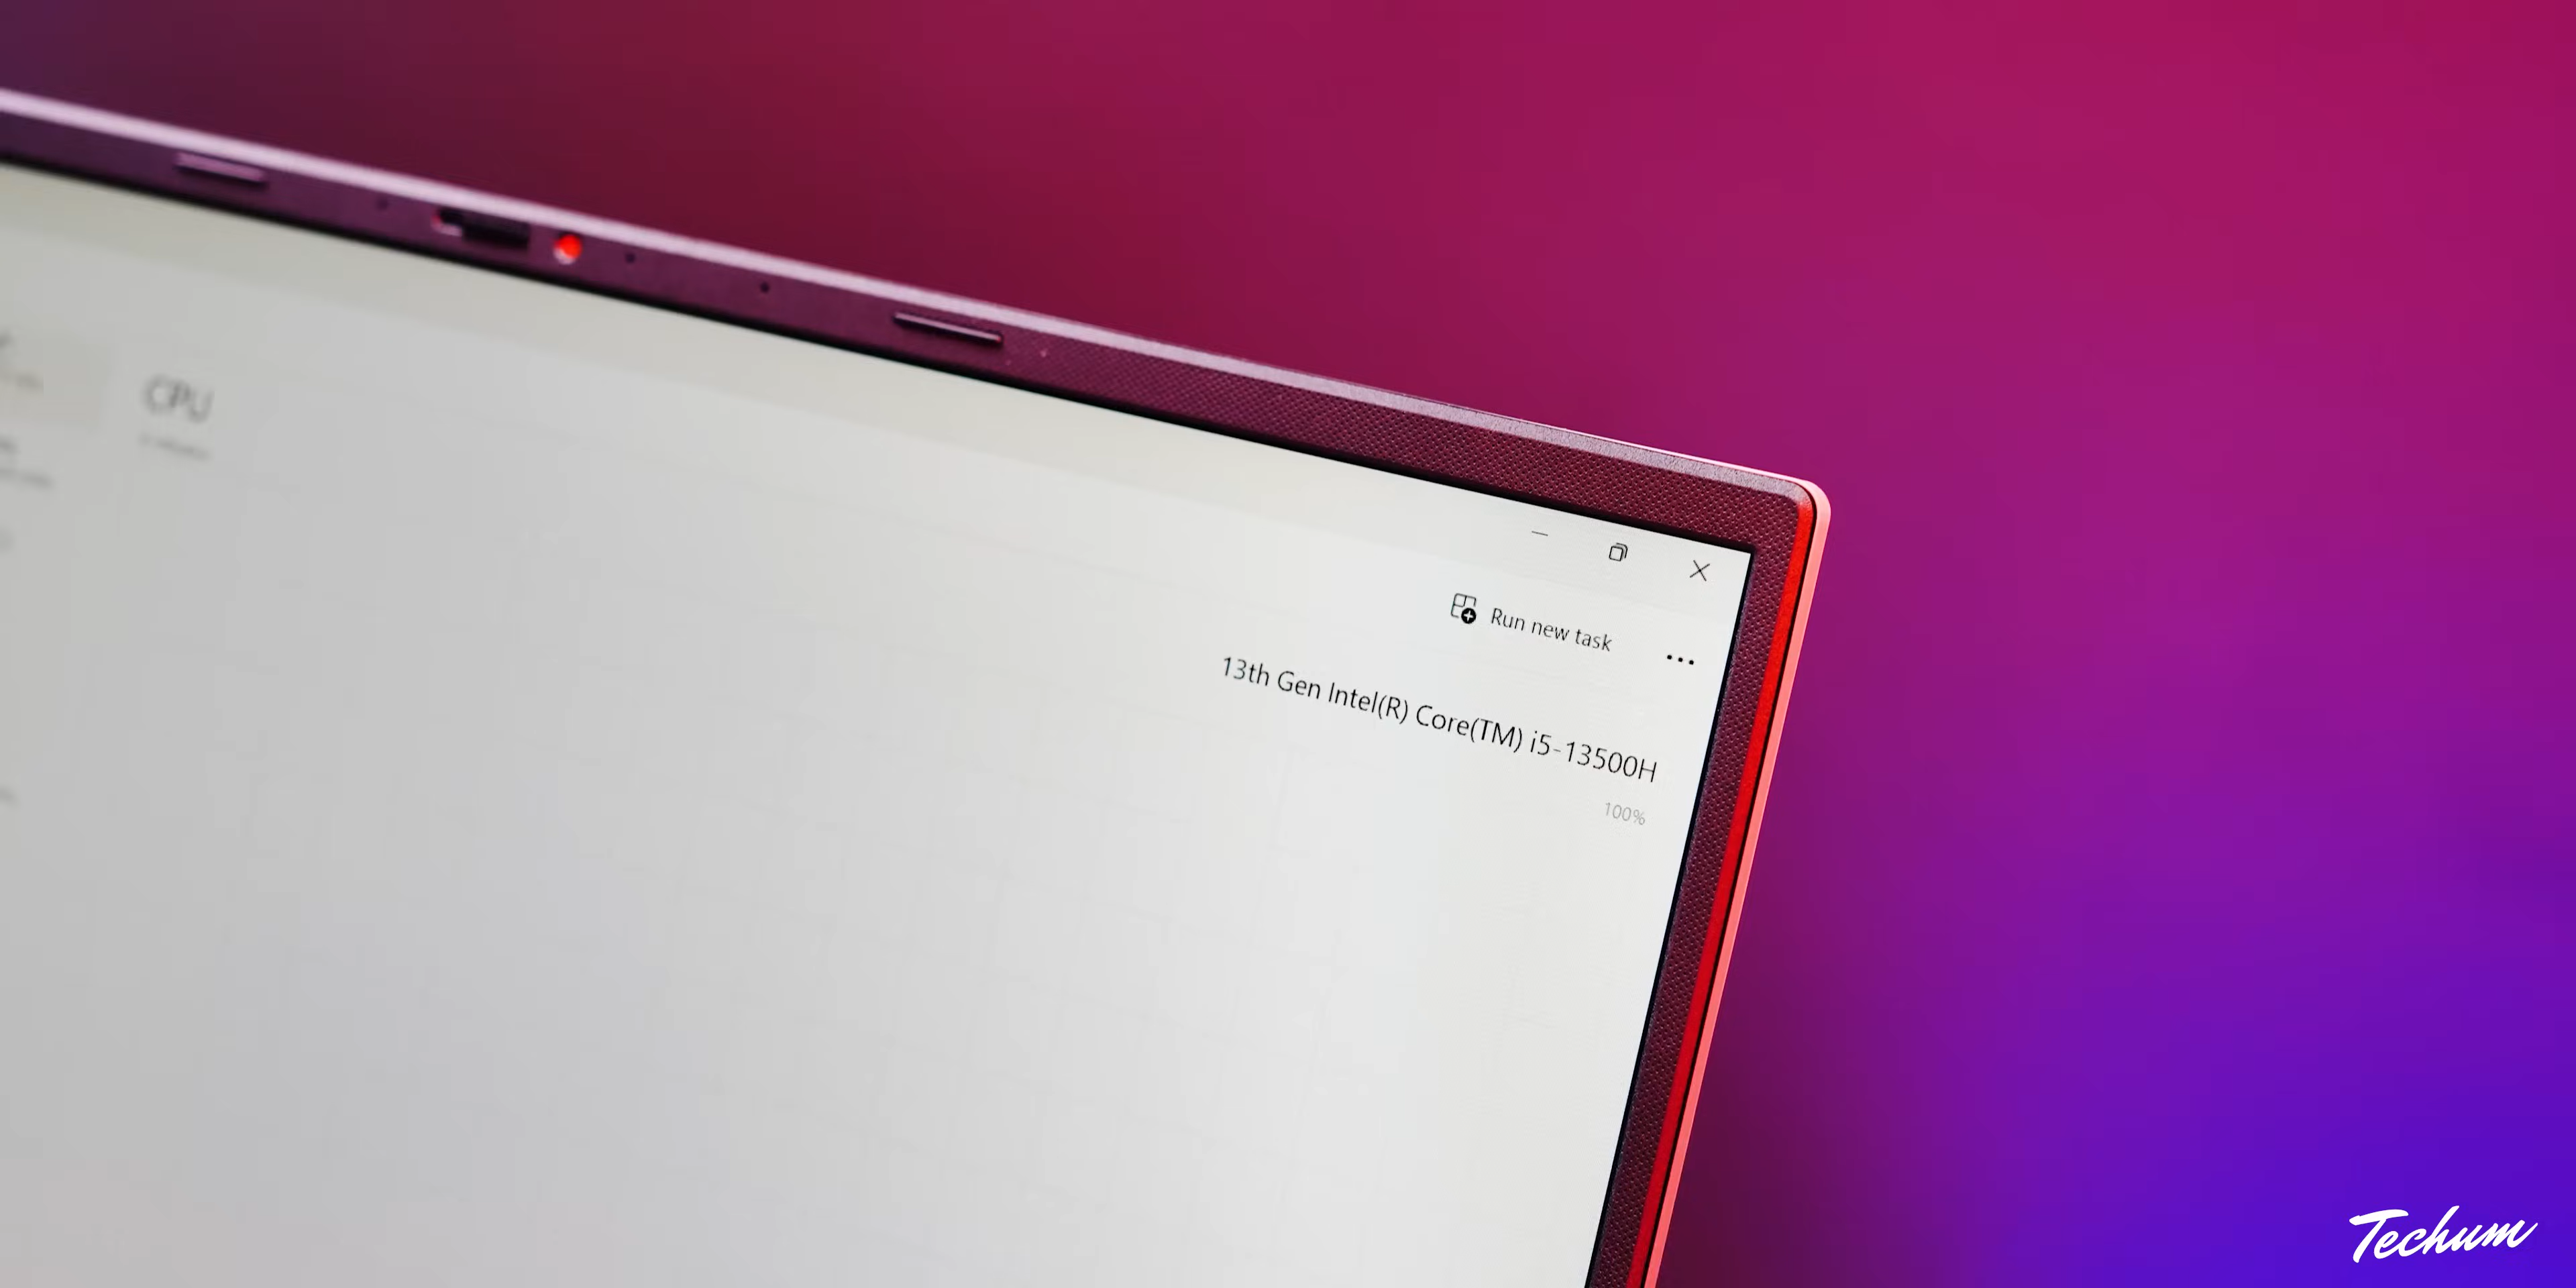 CPU
Run new task
13th Gen Intel(R) Core(TM) i5-13500H
100%
Techum